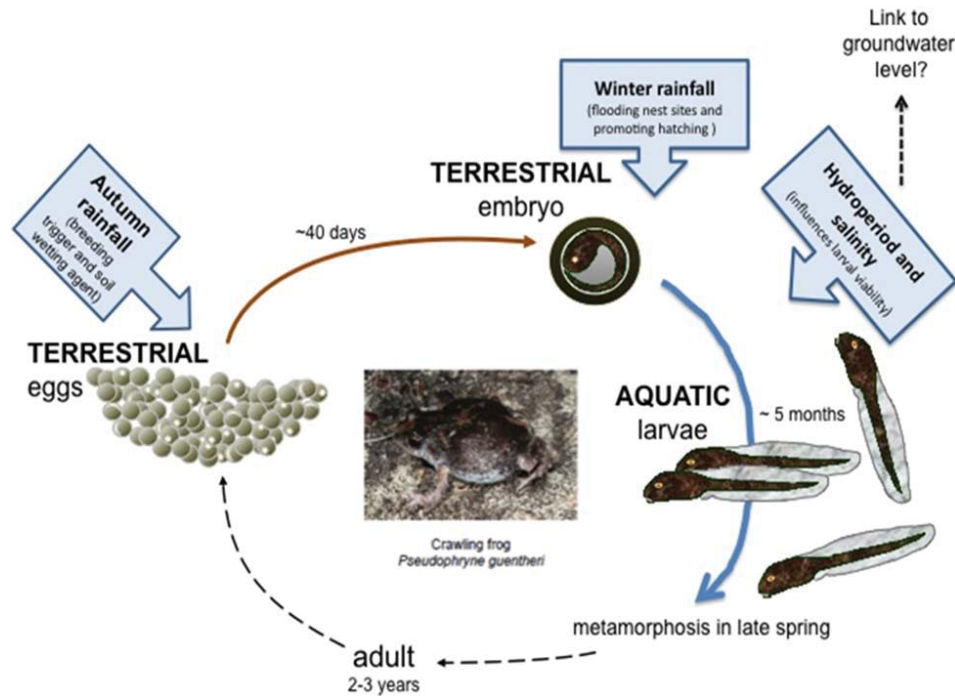 Link to
groundwater
level?
Winter rainfall
(flooding nest sites and
promoting hatching )
Hydroperiod and
salinity
(influences larval viability)
Autumn
rainfall
(breeding
trigger and soil
wetting agent)
TERRESTRIAL
embryo
~40 days
TERRESTRIAL
eggs
AQUATIC
larvae
~ 5 months
Crawling frog
Pseudophryne guentheri
metamorphosis in late spring
adult
2-3 years